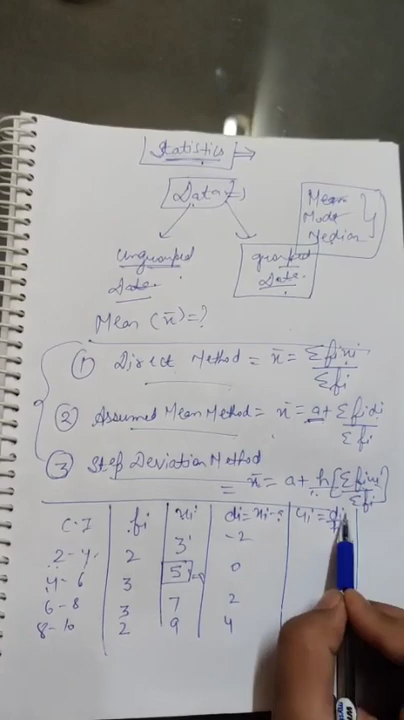 Statistics ⇒
Data ⇒
Mean
Mode
Median
ungrouped Data
grouped Data
Mean (x̄) = ?
① Direct Method = x̄ = Σfixi / Σfi
② Assumed Mean Method = x̄ = a + Σfidi / Σfi
③ Step Deviation Method
= x̄ = a + h [Σfiui / Σfi]
C.I fi xi di = xi - a ui = di
2-4 2 3 -2
4-6 3 5 = a 0
6-8 3 7 2
8-10 2 9 4